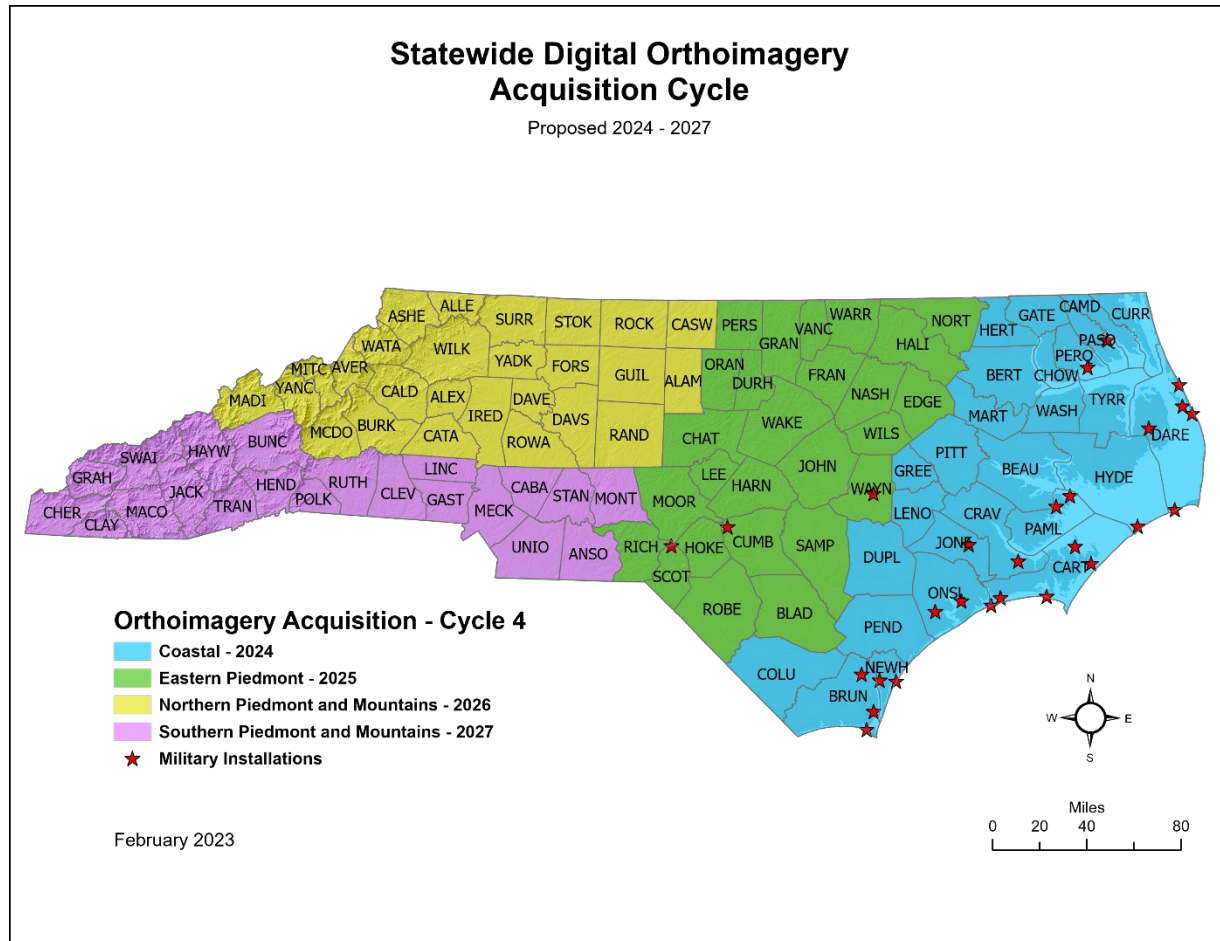 Statewide Digital Orthoimagery
Acquisition Cycle
Proposed 2024 - 2027
ALLE
ASHE
SURR
STOK
ROCK
CASW
PERS
GRAN
VANC
WARR
NORT
HERT
GATE
CAMD
CURR
WATA
WILK
YADK
FORS
GUIL
ALAM
ORAN
DURH
FRAN
HALI
BERT
CHOW
PERQ
PASQ
MITC
AVER
YANC
MADI
CALD
ALEX
IRED
DAVE
DAVS
NASH
EDGE
MART
WASH
TYRR
DARE
MCDO
BURK
CATA
ROWA
RAND
CHAT
WAKE
WILS
PITT
BEAU
HYDE
SWAI
HAYW
BUNC
GRAH
JACK
HEND
TRAN
POLK
RUTH
CLEV
LINC
GAST
MECK
CABA
STAN
MONT
MOOR
LEE
HARN
JOHN
WAYN
GREE
LENO
CRAV
PAML
CHER
CLAY
MACO
UNIO
ANSO
RICH
SCOT
HOKE
CUMB
SAMP
DUPL
JONE
CART
ONSL
ROBE
BLAD
PEND
COLU
BRUN
NEWH
Orthoimagery Acquisition - Cycle 4
Coastal - 2024
Eastern Piedmont - 2025
Northern Piedmont and Mountains - 2026
Southern Piedmont and Mountains - 2027
Military Installations
N
W
E
S
Miles
0 20 40 80
February 2023